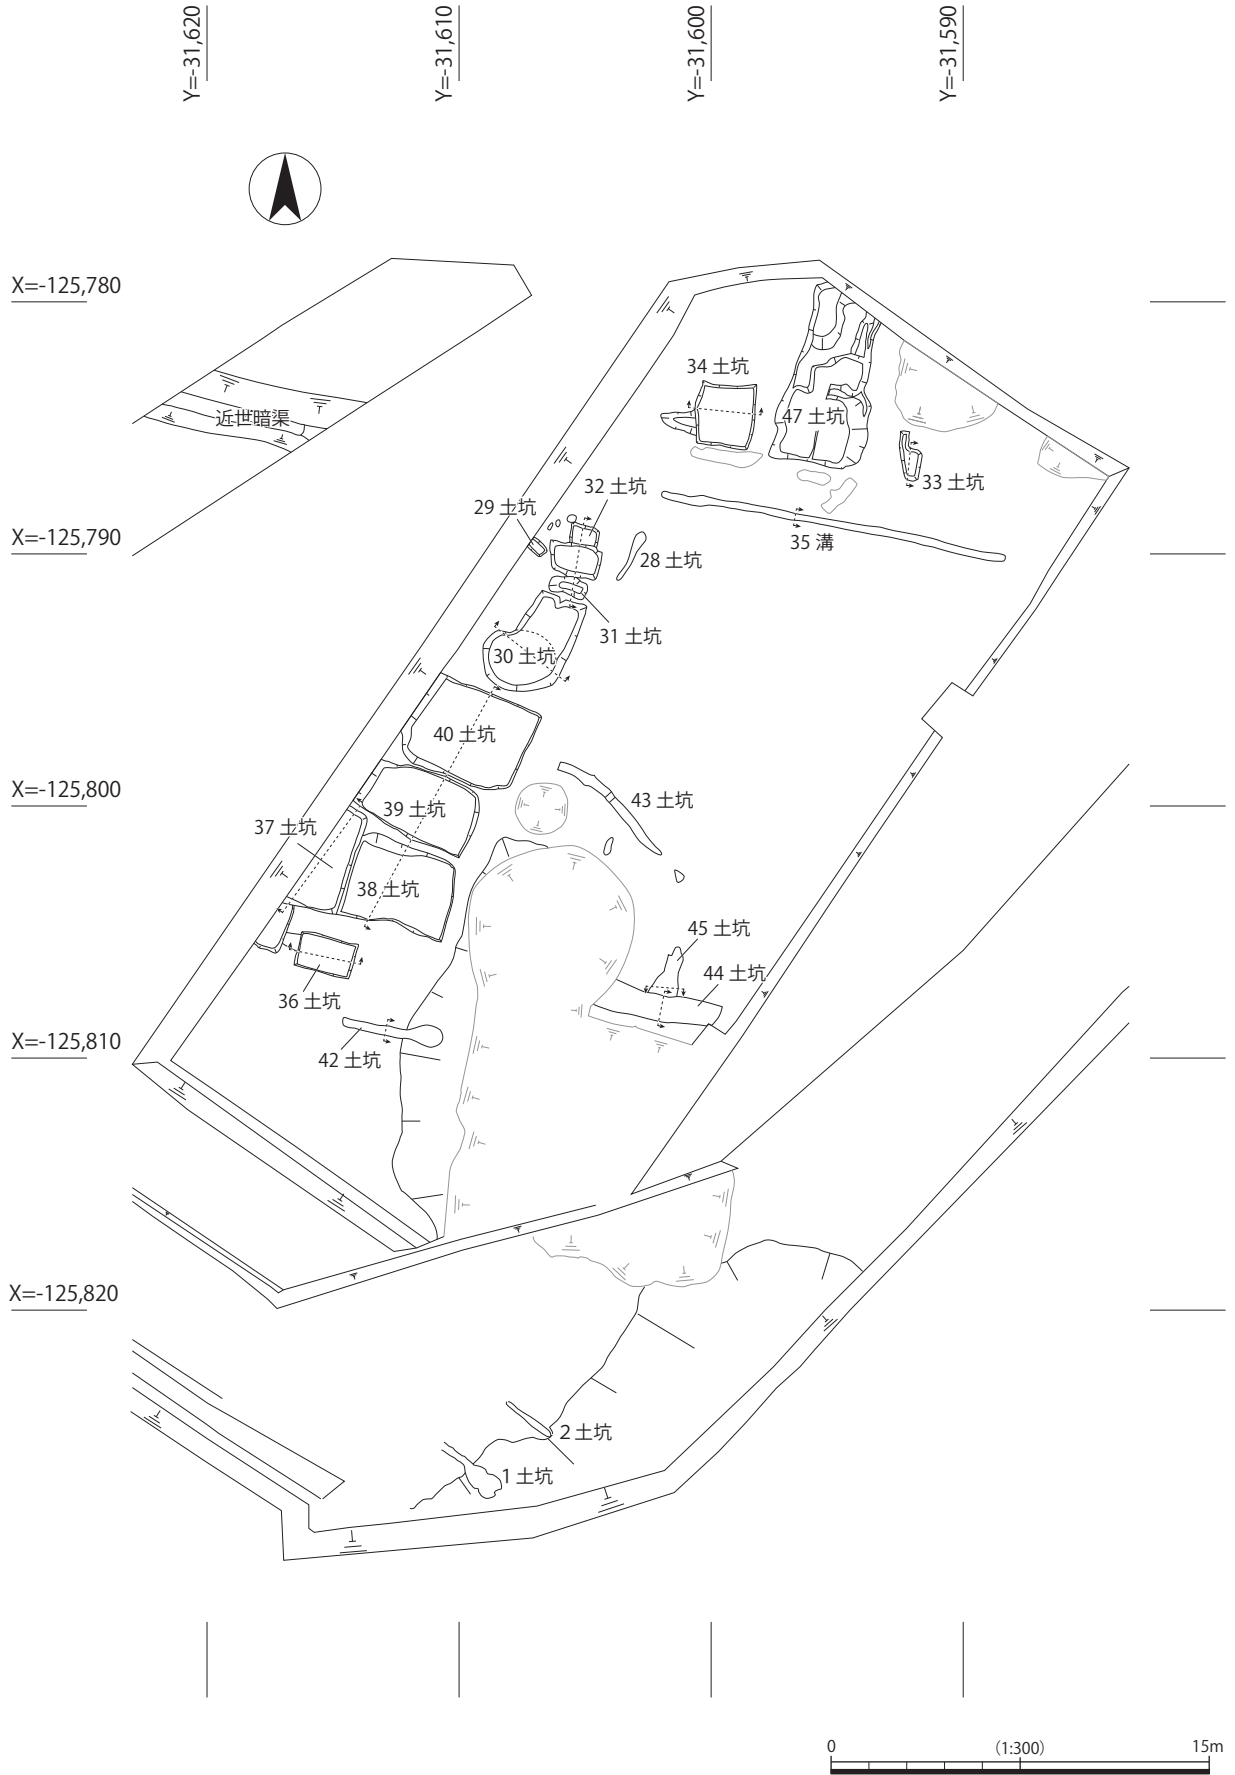 Y=-31,620
Y=-31,610
Y=-31,600
Y=-31,590
X=-125,780
34 土坑
近世暗渠
47 土坑
33 土坑
32 土坑
29 土坑
X=-125,790
35 溝
28 土坑
31 土坑
30 土坑
40 土坑
X=-125,800
39 土坑
43 土坑
37 土坑
38 土坑
45 土坑
44 土坑
36 土坑
X=-125,810
42 土坑
X=-125,820
2 土坑
1 土坑
0 (1:300) 15m